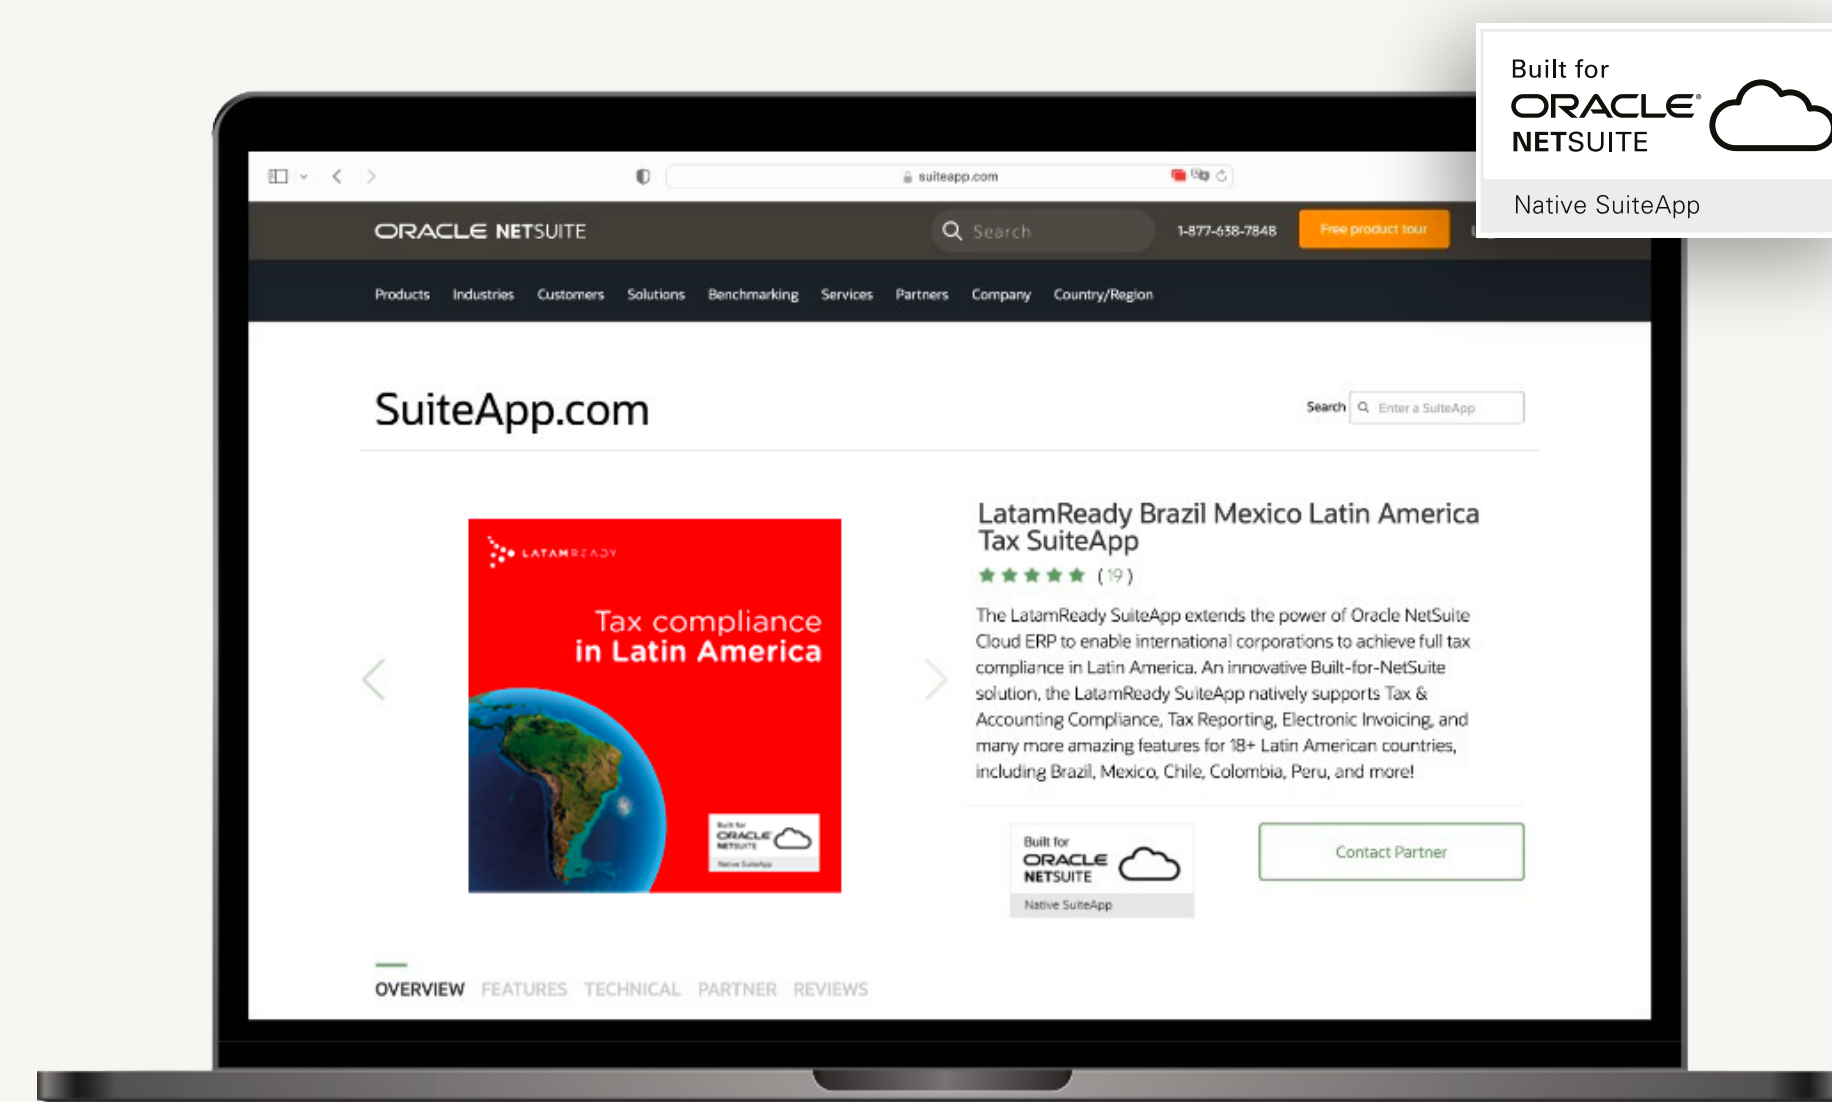 Built for
ORACLE®
NETSUITE
Native SuiteApp
suiteapp.com
ORACLE NETSUITE
Search
1-877-638-7848
Free product tour
Products Industries Customers Solutions Benchmarking Services Partners Company Country/Region
SuiteApp.com
Search Enter a SuiteApp
LATAMREADY
Tax compliance
in Latin America
Built for
ORACLE
NETSUITE
Native SuiteApp
LatamReady Brazil Mexico Latin America
Tax SuiteApp
(19)
The LatamReady SuiteApp extends the power of Oracle NetSuite
Cloud ERP to enable international corporations to achieve full tax
compliance in Latin America. An innovative Built-for-NetSuite
solution, the LatamReady SuiteApp natively supports Tax &
Accounting Compliance, Tax Reporting, Electronic Invoicing, and
many more amazing features for 18+ Latin American countries,
including Brazil, Mexico, Chile, Colombia, Peru, and more!
Built for
ORACLE
NETSUITE
Native SuiteApp
Contact Partner
OVERVIEW FEATURES TECHNICAL PARTNER REVIEWS